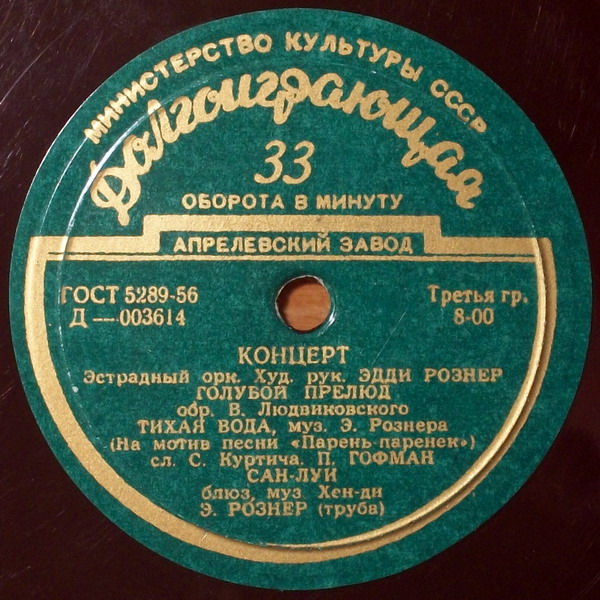 МИНИСТЕРСТВО КУЛЬТУРЫ СССР
Долгоиграющая
33
ОБОРОТА В МИНУТУ
АПРЕЛЕВСКИЙ ЗАВОД
ГОСТ 5289-56 Третья гр.
Д—003614 8-00
КОНЦЕРТ
Эстрадный орк. Худ. рук. ЭДДИ РОЗНЕР
ГОЛУБОЙ ПРЕЛЮД
обр. В. Людвиковского
ТИХАЯ ВОДА, муз. Э. Рознера
(На мотив песни «Парень-паренек»)
сл. С. Куртича. П. ГОФМАН
САН-ЛУИ
блюз, муз Хен-ди
Э. РОЗНЕР (труба)